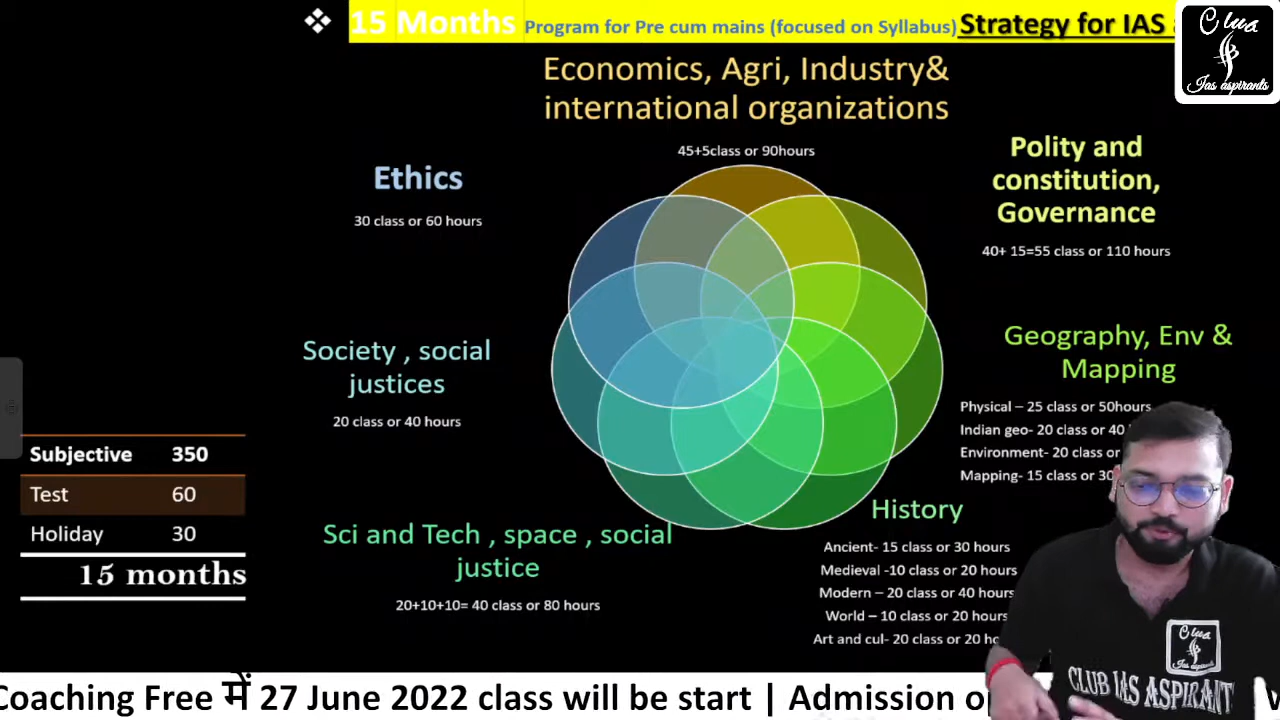 ❖ 15 Months Program for Pre cum mains (focused on Syllabus) Strategy for IAS
Club
Ias aspirants
Economics, Agri, Industry&
international organizations
45+5class or 90hours
Ethics
30 class or 60 hours
Polity and
constitution,
Governance
40+ 15=55 class or 110 hours
Society , social
justices
20 class or 40 hours
Geography, Env &
Mapping
Physical – 25 class or 50hours
Indian geo- 20 class or 40
Environment- 20 class or
Mapping- 15 class or 30
Subjective 350
Test 60
Holiday 30
15 months
Sci and Tech , space , social
justice
20+10+10= 40 class or 80 hours
History
Ancient- 15 class or 30 hours
Medieval -10 class or 20 hours
Modern – 20 class or 40 hours
World – 10 class or 20 hours
Art and cul- 20 class or 20
Ias aspirants
CLUB IAS ASPIRANT
Coaching Free में 27 June 2022 class will be start | Admission